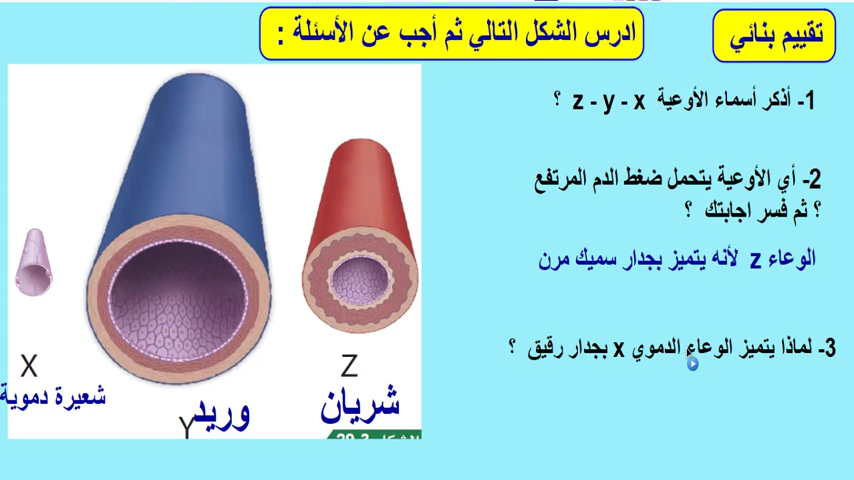 تقييم بنائي
ادرس الشكل التالي ثم أجب عن الأسئلة :
1- أذكر أسماء الأوعية z - y - x ؟
2- أي الأوعية يتحمل ضغط الدم المرتفع
؟ ثم فسر اجابتك ؟
الوعاء z لأنه يتميز بجدار سميك مرن
3- لماذا يتميز الوعاء الدموي x بجدار رقيق ؟
X
شعيرة دموية
Y
وريد
Z
شريان